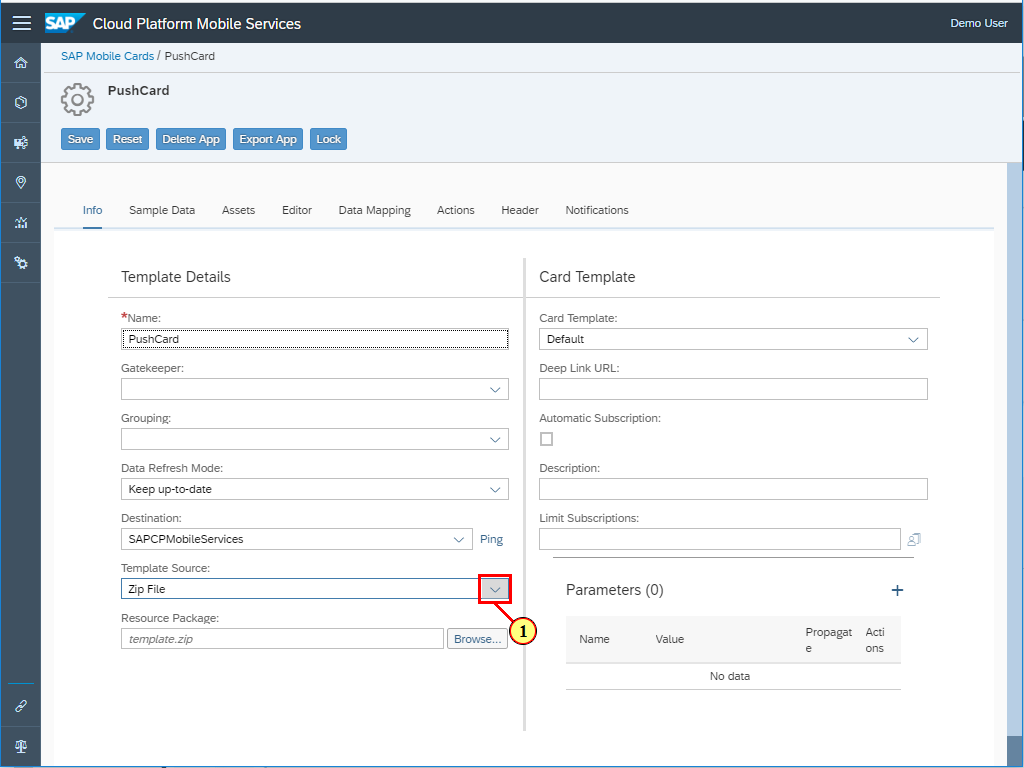 SAP Cloud Platform Mobile Services
Demo User
SAP Mobile Cards / PushCard
PushCard
Save Reset Delete App Export App Lock
Info Sample Data Assets Editor Data Mapping Actions Header Notifications
Template Details
*Name:
PushCard
Gatekeeper:
Grouping:
Data Refresh Mode:
Keep up-to-date
Destination:
SAPCPMobileServices Ping
Template Source:
Zip File
1
Resource Package:
template.zip Browse...
Card Template
Card Template:
Default
Deep Link URL:
Automatic Subscription:
Description:
Limit Subscriptions:
Parameters (0) +
Name Value Propagat Acti
e ons
No data